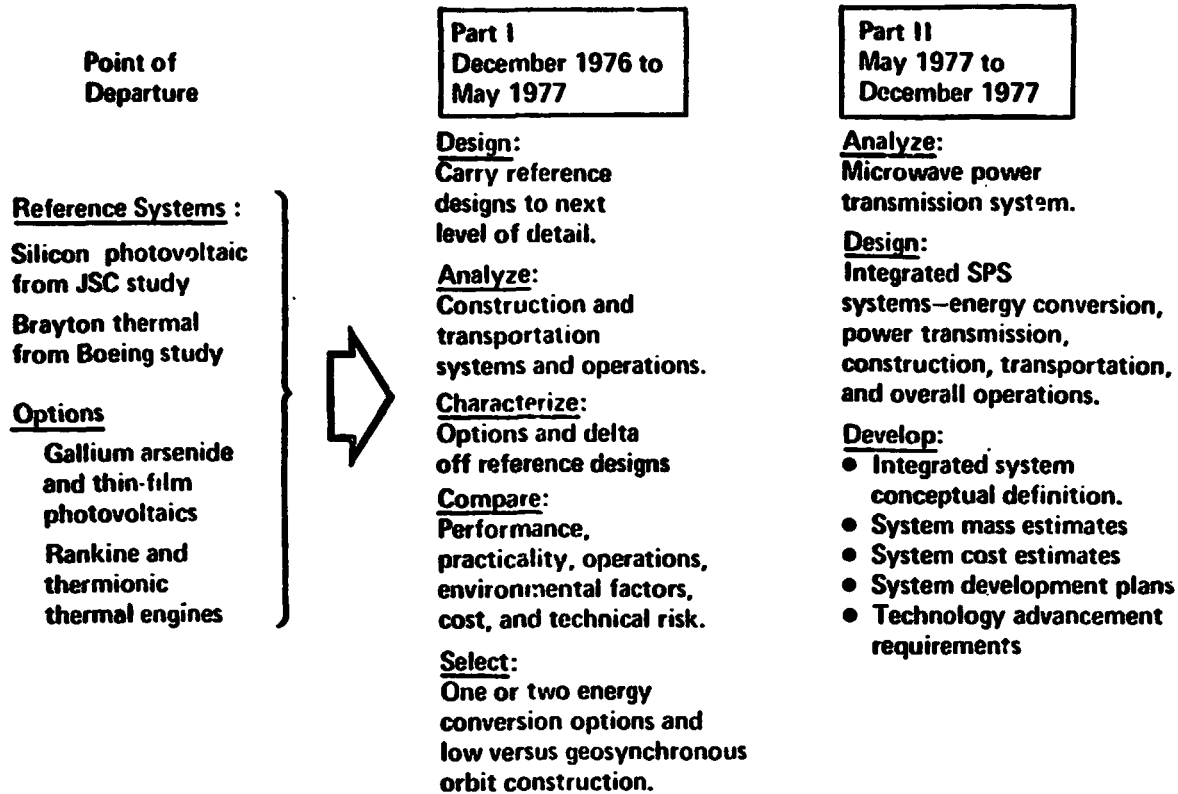 Point of
Departure
Reference Systems :
Silicon photovoltaic
from JSC study
Brayton thermal
from Boeing study
Options
Gallium arsenide
and thin-film
photovoltaics
Rankine and
thermionic
thermal engines
Part I
December 1976 to
May 1977
Design:
Carry reference
designs to next
level of detail.
Analyze:
Construction and
transportation
systems and operations.
Characterize:
Options and delta
off reference designs
Compare:
Performance,
practicality, operations,
environmental factors,
cost, and technical risk.
Select:
One or two energy
conversion options and
low versus geosynchronous
orbit construction.
Part II
May 1977 to
December 1977
Analyze:
Microwave power
transmission system.
Design:
Integrated SPS
systems—energy conversion,
power transmission,
construction, transportation,
and overall operations.
Develop:
● Integrated system
conceptual definition.
● System mass estimates
● System cost estimates
● System development plans
● Technology advancement
requirements